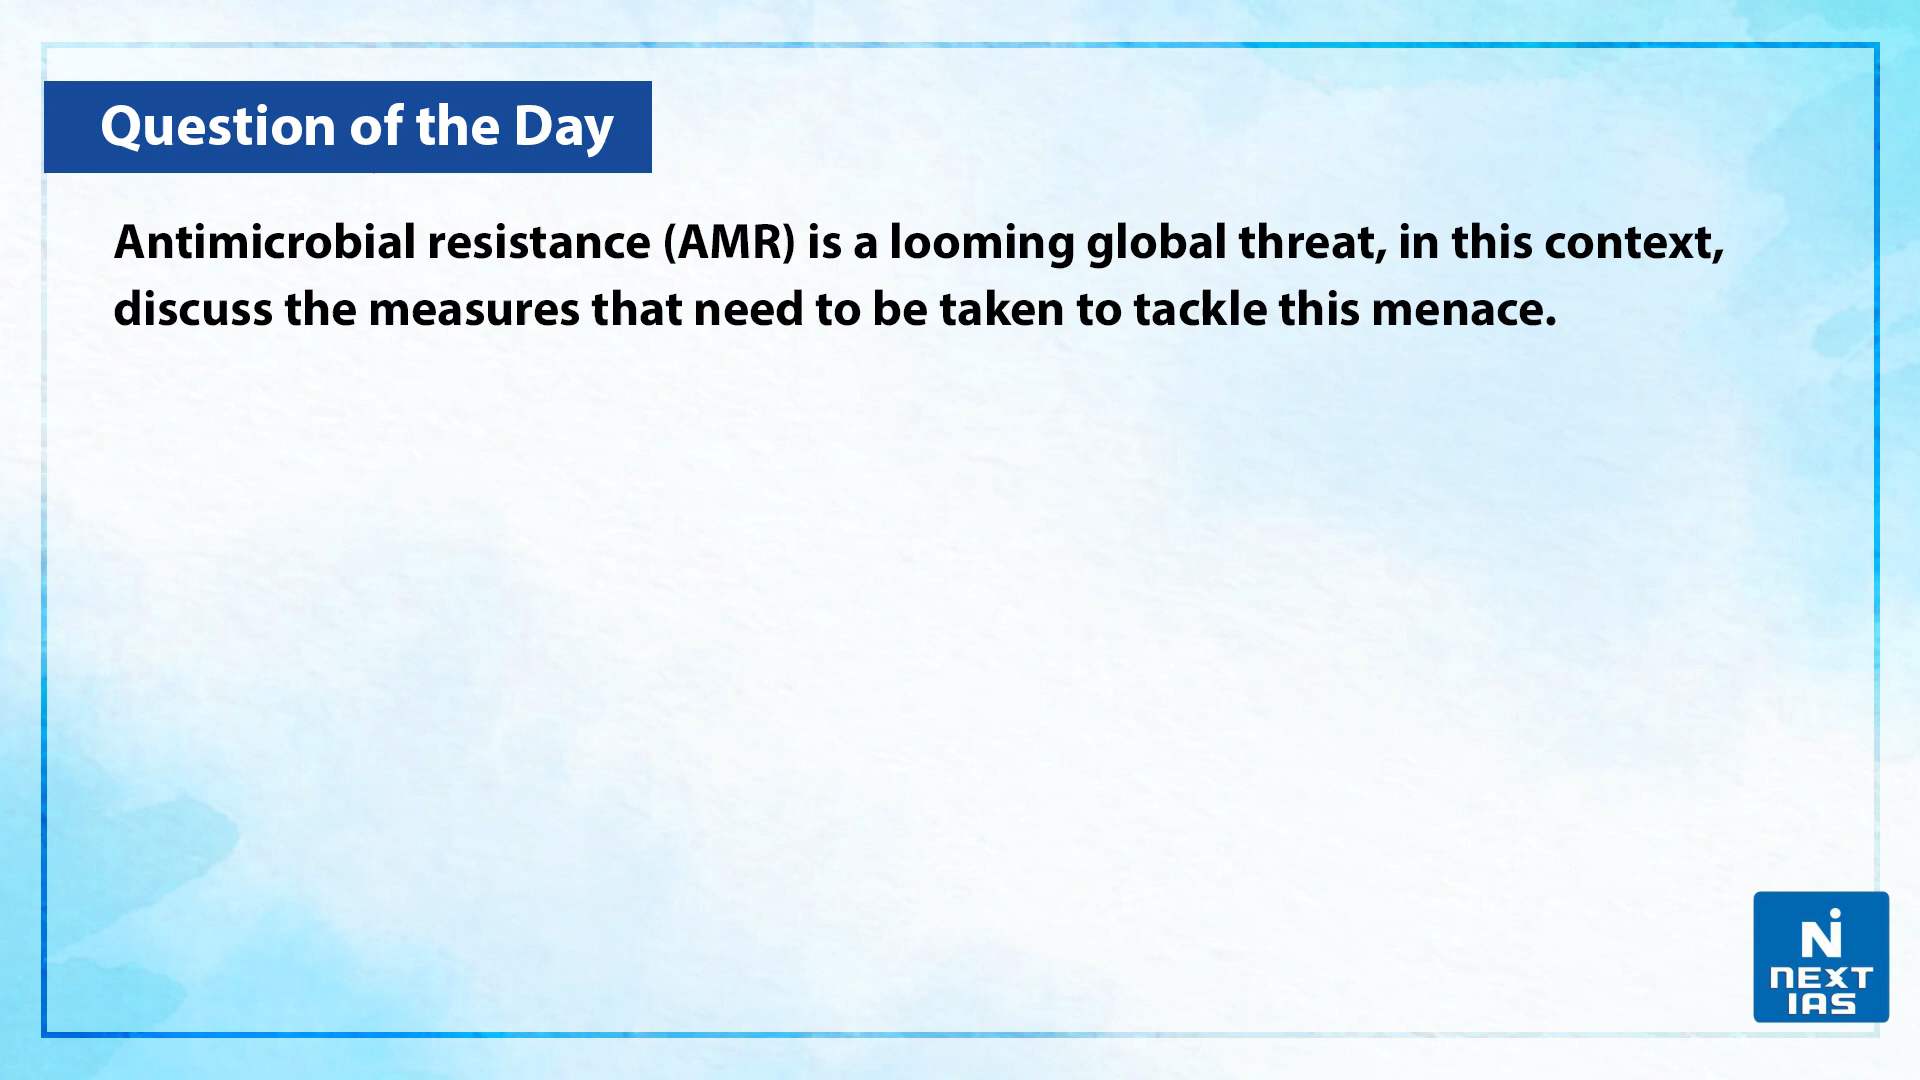 Question of the Day
Antimicrobial resistance (AMR) is a looming global threat, in this context,
discuss the measures that need to be taken to tackle this menace.
N
NEXT
IAS